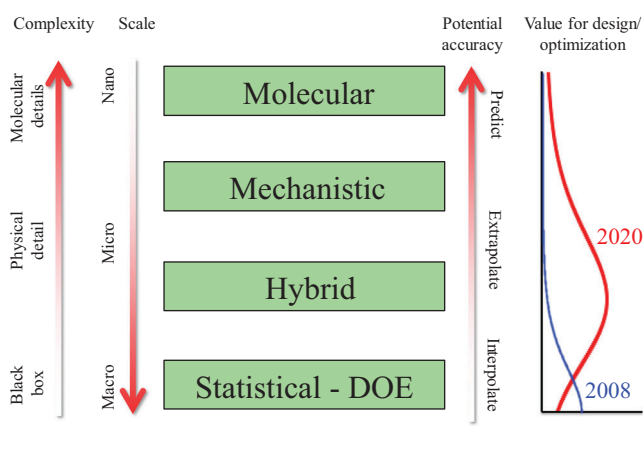 Complexity
Scale
Potential
accuracy
Value for design/
optimization
Molecular
details
Physical
detail
Black
box
Nano
Micro
Macro
Molecular
Mechanistic
Hybrid
Statistical - DOE
Predict
Extrapolate
Interpolate
2020
2008